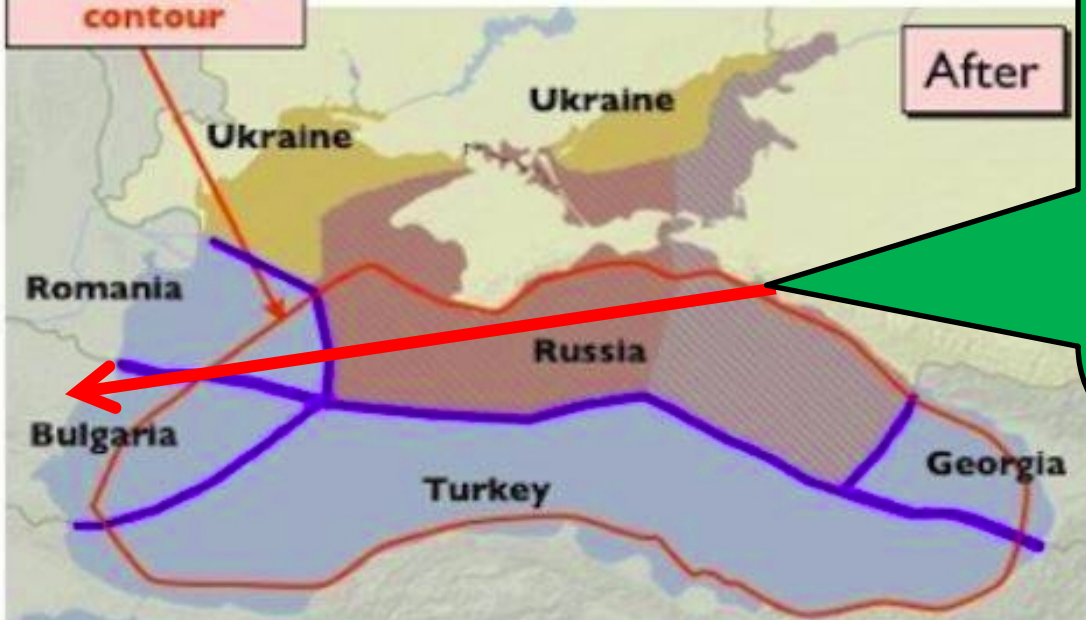 contour
After
Ukraine
Ukraine
Romania
Russia
Bulgaria
Georgia
Turkey